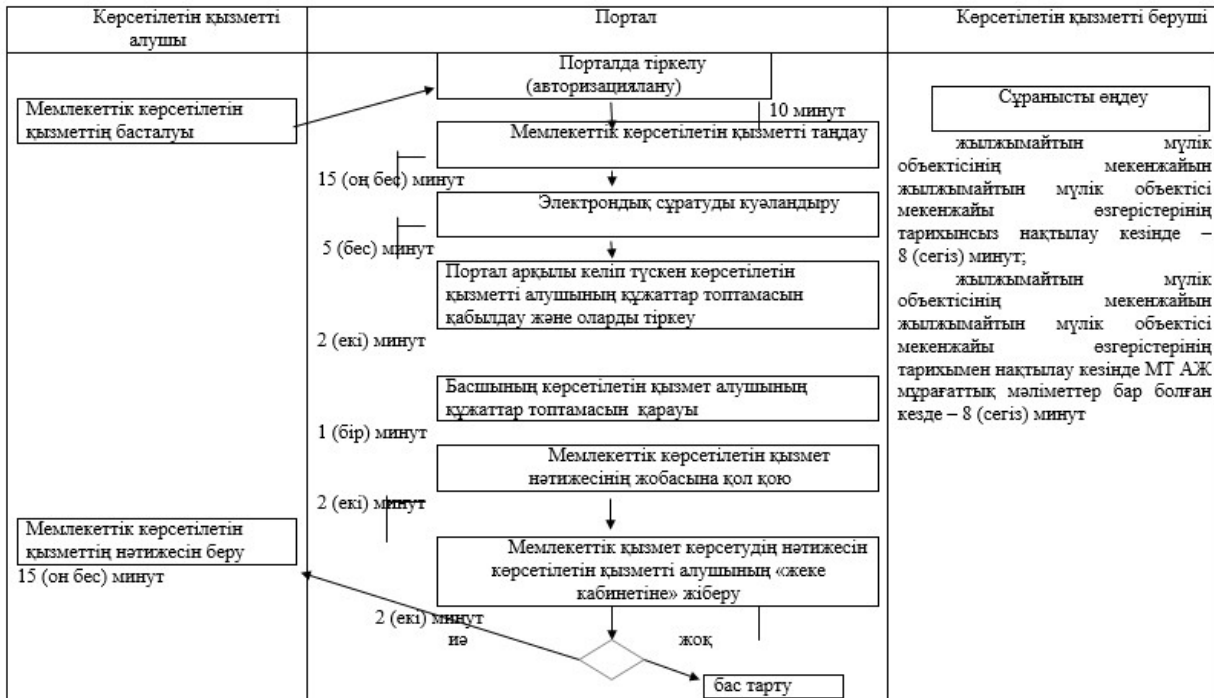 Көрсетілетін қызметті
алушы
Портал
Көрсетілетін қызметті беруші
Мемлекеттік көрсетілетін
қызметтің басталуы
Порталда тіркелу
(авторизациялану)
10 минут
Мемлекеттік көрсетілетін қызметті таңдау
15 (оң бес) минут
Электрондық сұратуды куәландыру
5 (бес) минут
Портал арқылы келіп түскен көрсетілетін
қызметті алушының құжаттар топтамасын
қабылдау және оларды тіркеу
2 (екі) минут
Басшының көрсетілетін қызмет алушының
құжаттар топтамасын қарауы
1 (бір) минут
Мемлекеттік көрсетілетін қызмет
нәтижесінің жобасына қол қою
2 (екі) минут
Мемлекеттік қызмет көрсетудің нәтижесін
көрсетілетін қызметті алушының «жеке
кабинетіне» жіберу
2 (екі) минут
иә
жоқ
бас тарту
Мемлекеттік көрсетілетін
қызметтің нәтижесін беру
15 (он бес) минут
Сұранысты өңдеу
жылжымайтын мүлік
объектісінің мекенжайын
жылжымайтын мүлік объектісі
мекенжайы өзгерістерінің
тарихынсыз нақтылау кезінде –
8 (сегіз) минут;
жылжымайтын мүлік
объектісінің мекенжайын
жылжымайтын мүлік объектісі
мекенжайы өзгерістерінің
тарихымен нақтылау кезінде МТ АЖ
мұрағаттық мәліметтер бар болған
кезде – 8 (сегіз) минут